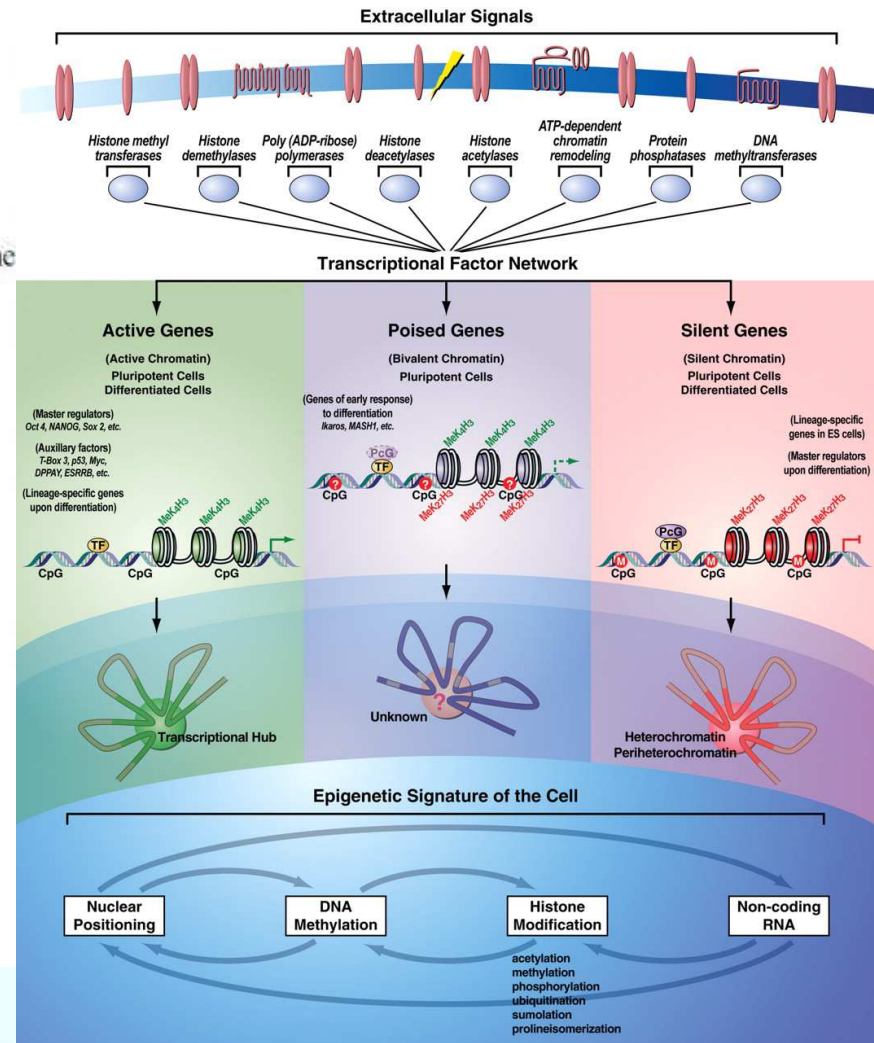 Extracellular Signals
Histone methyl
transferases
Histone
demethylases
Poly (ADP-ribose)
polymerases
Histone
deacetylases
Histone
acetylases
ATP-dependent
chromatin
remodeling
Protein
phosphatases
DNA
methyltransferases
Transcriptional Factor Network
Active Genes
(Active Chromatin)
Pluripotent Cells
Differentiated Cells
(Master regulators)
Oct 4, NANOG, Sox 2, etc.
(Auxillary factors)
T-Box 3, p53, Myc,
DPPAY, ESRRB, etc.
(Lineage-specific genes
upon differentiation)
MeK4H3
MeK4H3
MeK4H3
TF
CpG
CpG
CpG
Transcriptional Hub
Poised Genes
(Bivalent Chromatin)
Pluripotent Cells
(Genes of early response)
to differentiation
Ikaros, MASH1, etc.
MeK4H3
MeK4H3
MeK4H3
PcG
TF
?
?
?
CpG
CpG
CpG
MeK27H3
MeK27H3
MeK27H3
?
Unknown
Silent Genes
(Silent Chromatin)
Pluripotent Cells
Differentiated Cells
(Lineage-specific
genes in ES cells)
(Master regulators
upon differentiation)
MeK27H3
MeK27H3
MeK27H3
PcG
TF
M
M
M
CpG
CpG
CpG
Heterochromatin
Periheterochromatin
Epigenetic Signature of the Cell
Nuclear
Positioning
DNA
Methylation
Histone
Modification
Non-coding
RNA
acetylation
methylation
phosphorylation
ubiquitination
sumolation
prolineisomerization